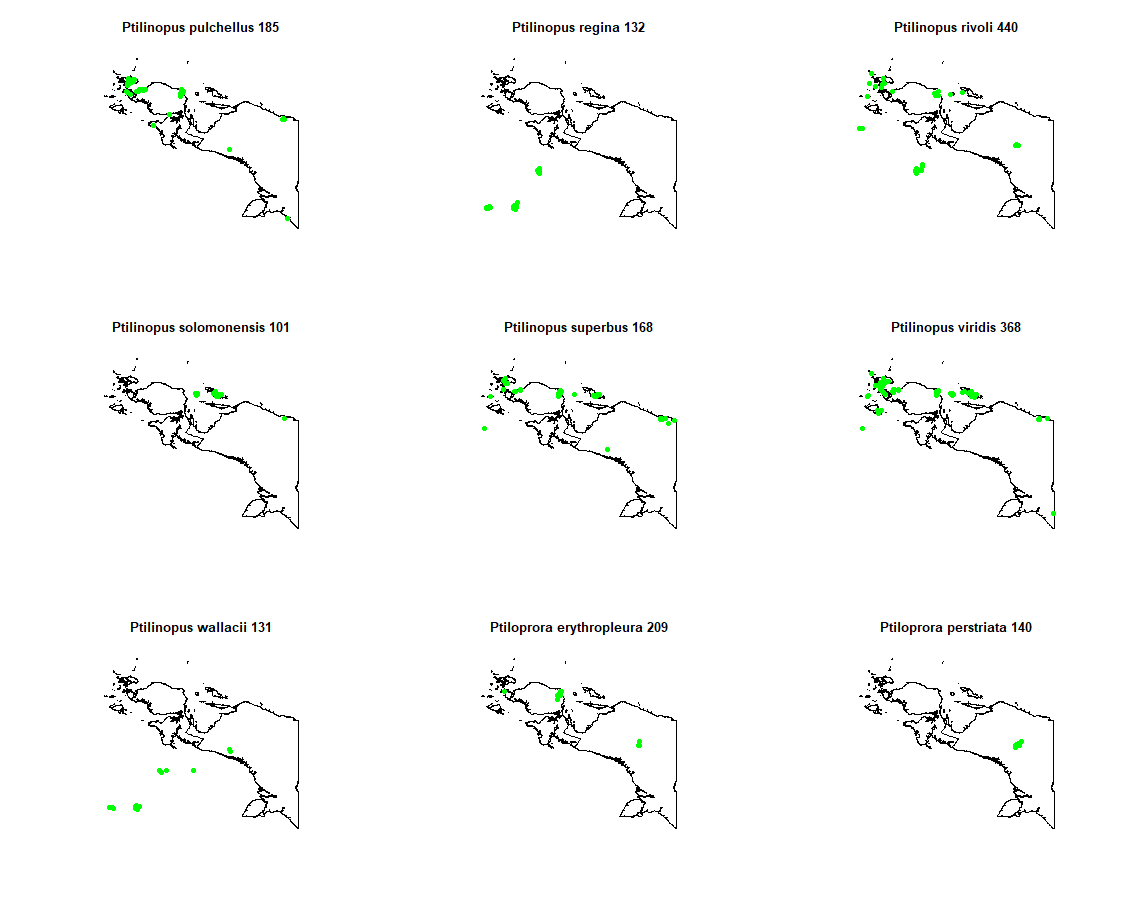 Ptilinopus pulchellus 185
Ptilinopus regina 132
Ptilinopus rivoli 440
Ptilinopus solomonensis 101
Ptilinopus superbus 168
Ptilinopus viridis 368
Ptilinopus wallacii 131
Ptiloprora erythropleura 209
Ptiloprora perstriata 140